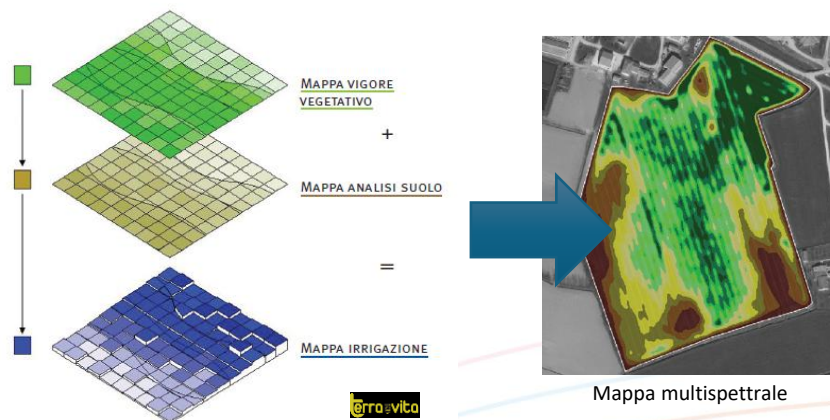 MAPPA VIGORE
VEGETATIVO
+
MAPPA ANALISI SUOLO
=
MAPPA IRRIGAZIONE
terra e vita
Mappa multispettrale